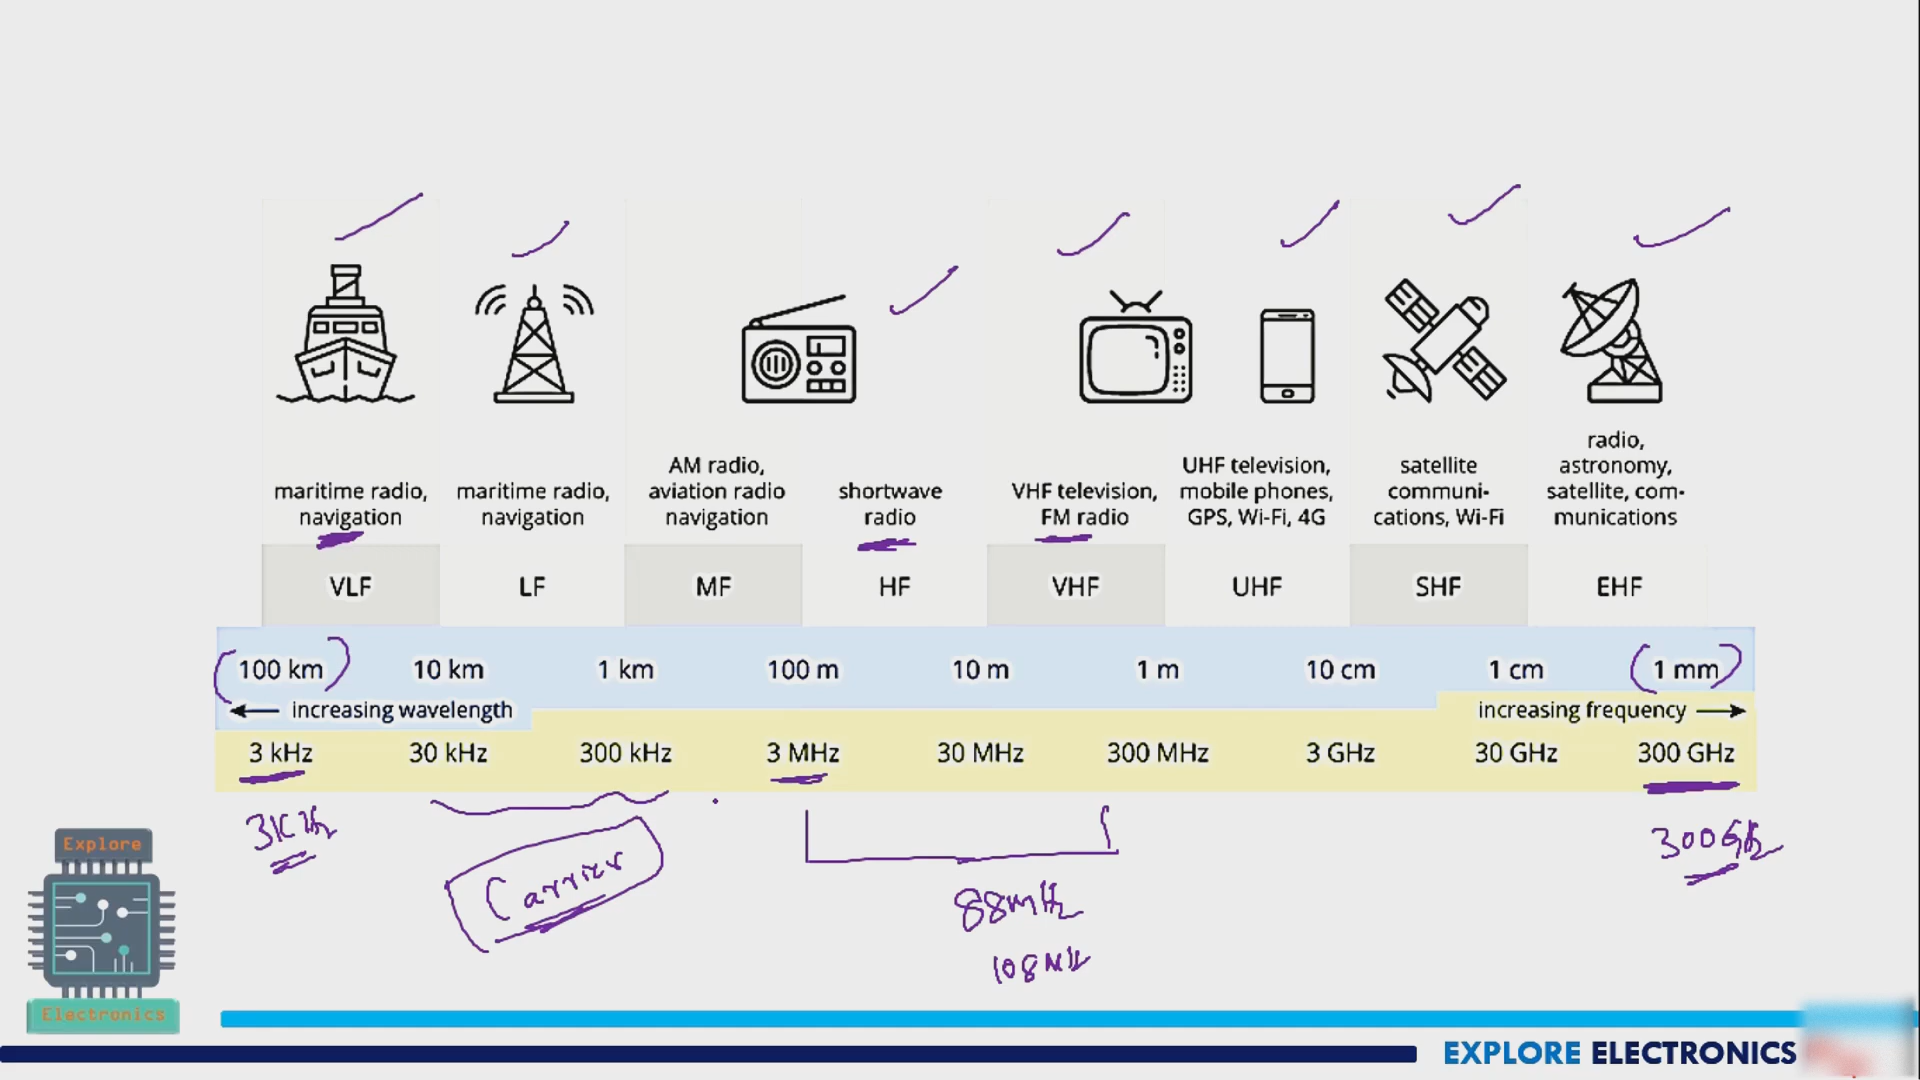 maritime radio,
navigation
maritime radio,
navigation
AM radio,
aviation radio
navigation
shortwave
radio
VHF television,
FM radio
UHF television,
mobile phones,
GPS, Wi-Fi, 4G
satellite
communi-
cations, Wi-Fi
radio,
astronomy,
satellite, com-
munications
VLF LF MF HF VHF UHF SHF EHF
100 km 10 km 1 km 100 m 10 m 1 m 10 cm 1 cm 1 mm
increasing wavelength increasing frequency
3 kHz 30 kHz 300 kHz 3 MHz 30 MHz 300 MHz 3 GHz 30 GHz 300 GHz
3KHz
Carrier
88MHz
108MHz
300GHz
Explore
Electronics
EXPLORE ELECTRONICS